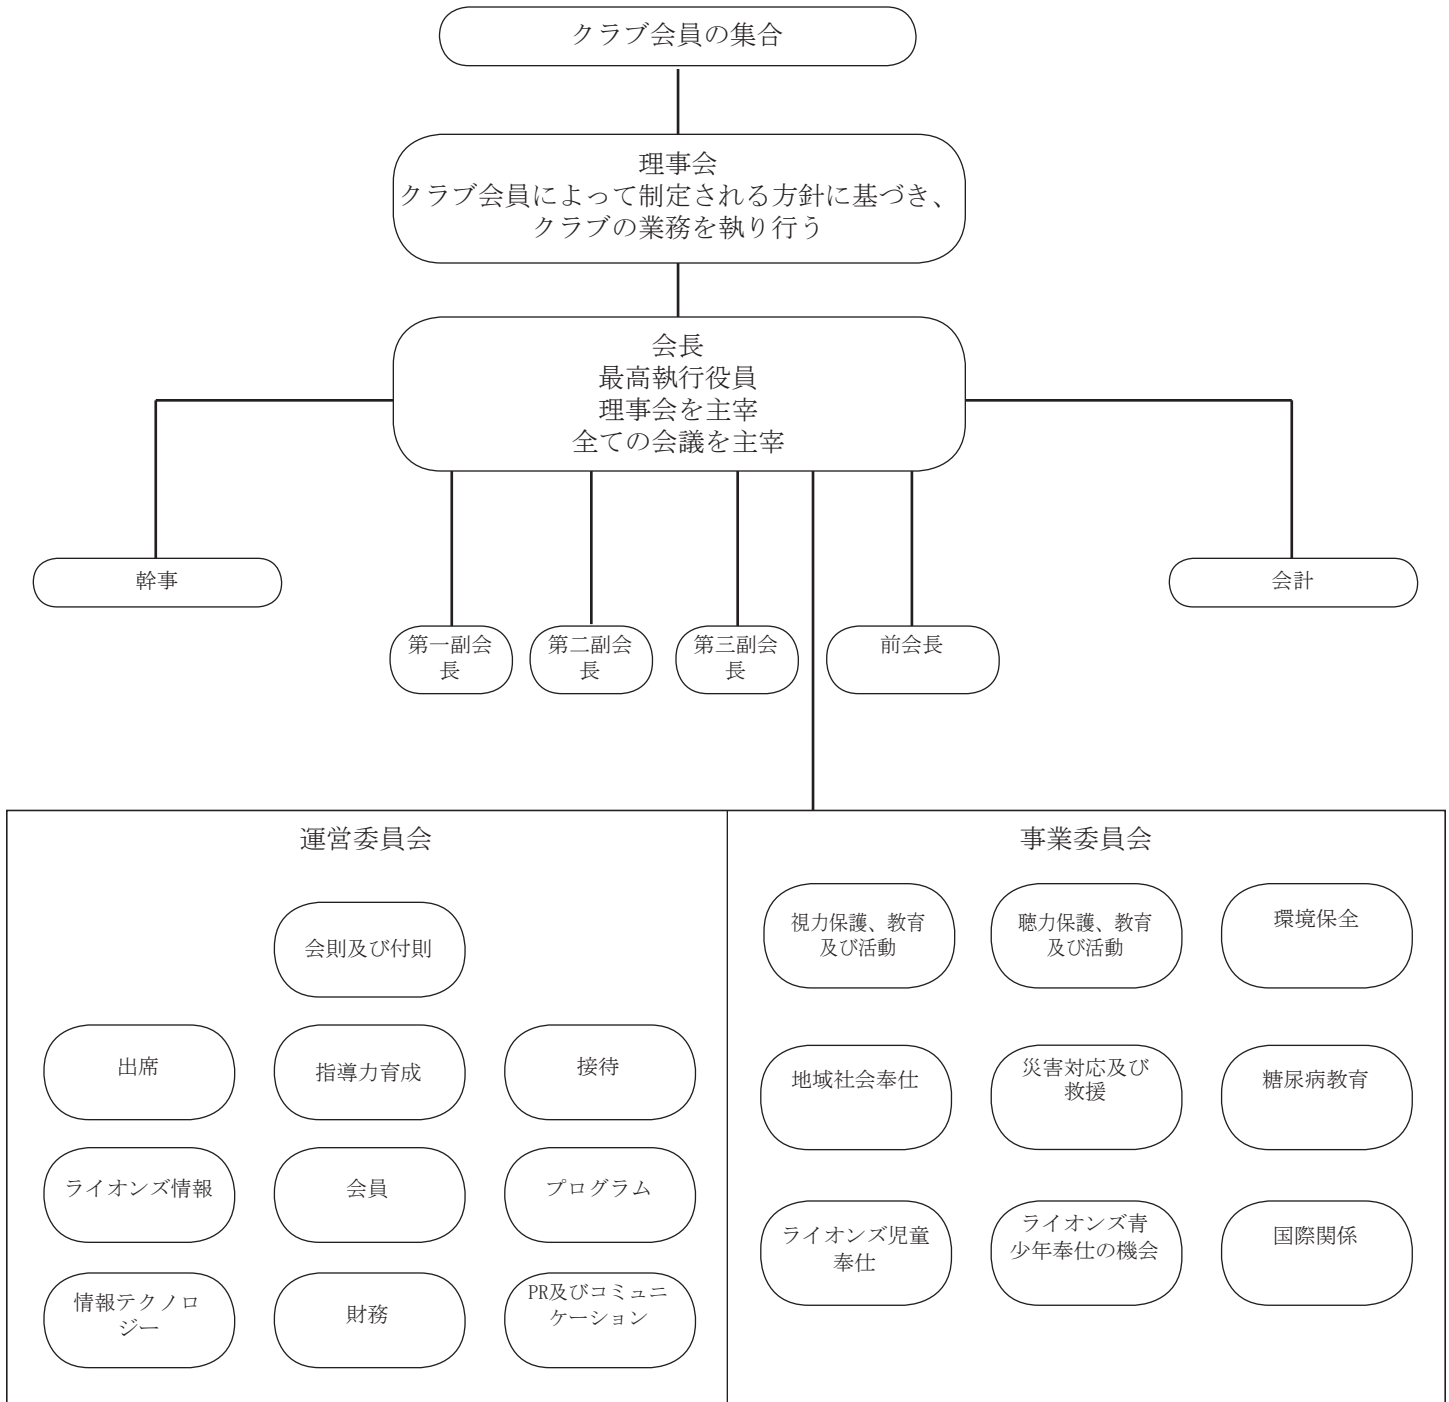 クラブ会員の集合
理事会
クラブ会員によって制定される方針に基づき、
クラブの業務を執り行う
会長
最高執行役員
理事会を主宰
全ての会議を主宰
幹事
会計
第一副会
長
第二副会
長
第三副会
長
前会長
運営委員会
会則及び付則
出席
指導力育成
接待
ライオンズ情報
会員
プログラム
情報テクノロ
ジー
財務
PR及びコミュニ
ケーション
事業委員会
視力保護、教育
及び活動
聴力保護、教育
及び活動
環境保全
地域社会奉仕
災害対応及び
救援
糖尿病教育
ライオンズ児童
奉仕
ライオンズ青
少年奉仕の機会
国際関係